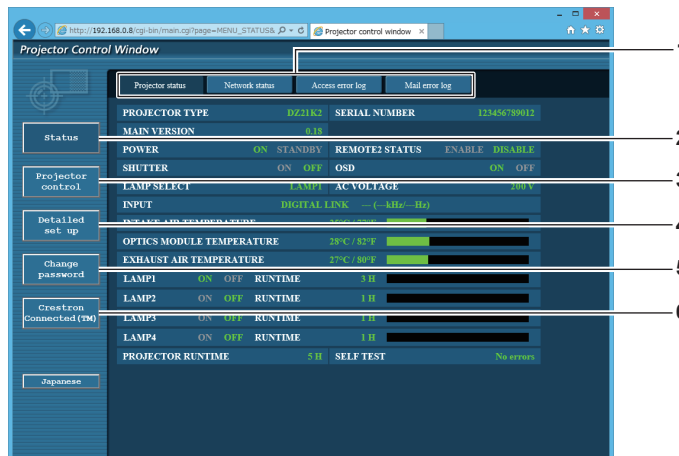 http://192.168.0.8/cgi-bin/main.cgi?page=MENU_STATUS&
Projector control window
Projector Control Window
Projector status
Network status
Access error log
Mail error log
PROJECTOR TYPE DZ21K2 SERIAL NUMBER 123456789012
MAIN VERSION 0.18
POWER ON STANDBY REMOTE2 STATUS ENABLE DISABLE
SHUTTER ON OFF OSD ON OFF
LAMP SELECT LAMP1 AC VOLTAGE 200 V
INPUT DIGITAL LINK — (—kHz/—Hz)
INTAKE AIR TEMPERATURE 25°C / 77°F
OPTICS MODULE TEMPERATURE 28°C / 82°F
EXHAUST AIR TEMPERATURE 27°C / 80°F
LAMP1 ON OFF RUNTIME 3 H
LAMP2 ON OFF RUNTIME 1 H
LAMP3 ON OFF RUNTIME 1 H
LAMP4 ON OFF RUNTIME 1 H
PROJECTOR RUNTIME 5 H SELF TEST No errors
Status
Projector
control
Detailed
set up
Change
password
Crestron
Connected(TM)
Japanese